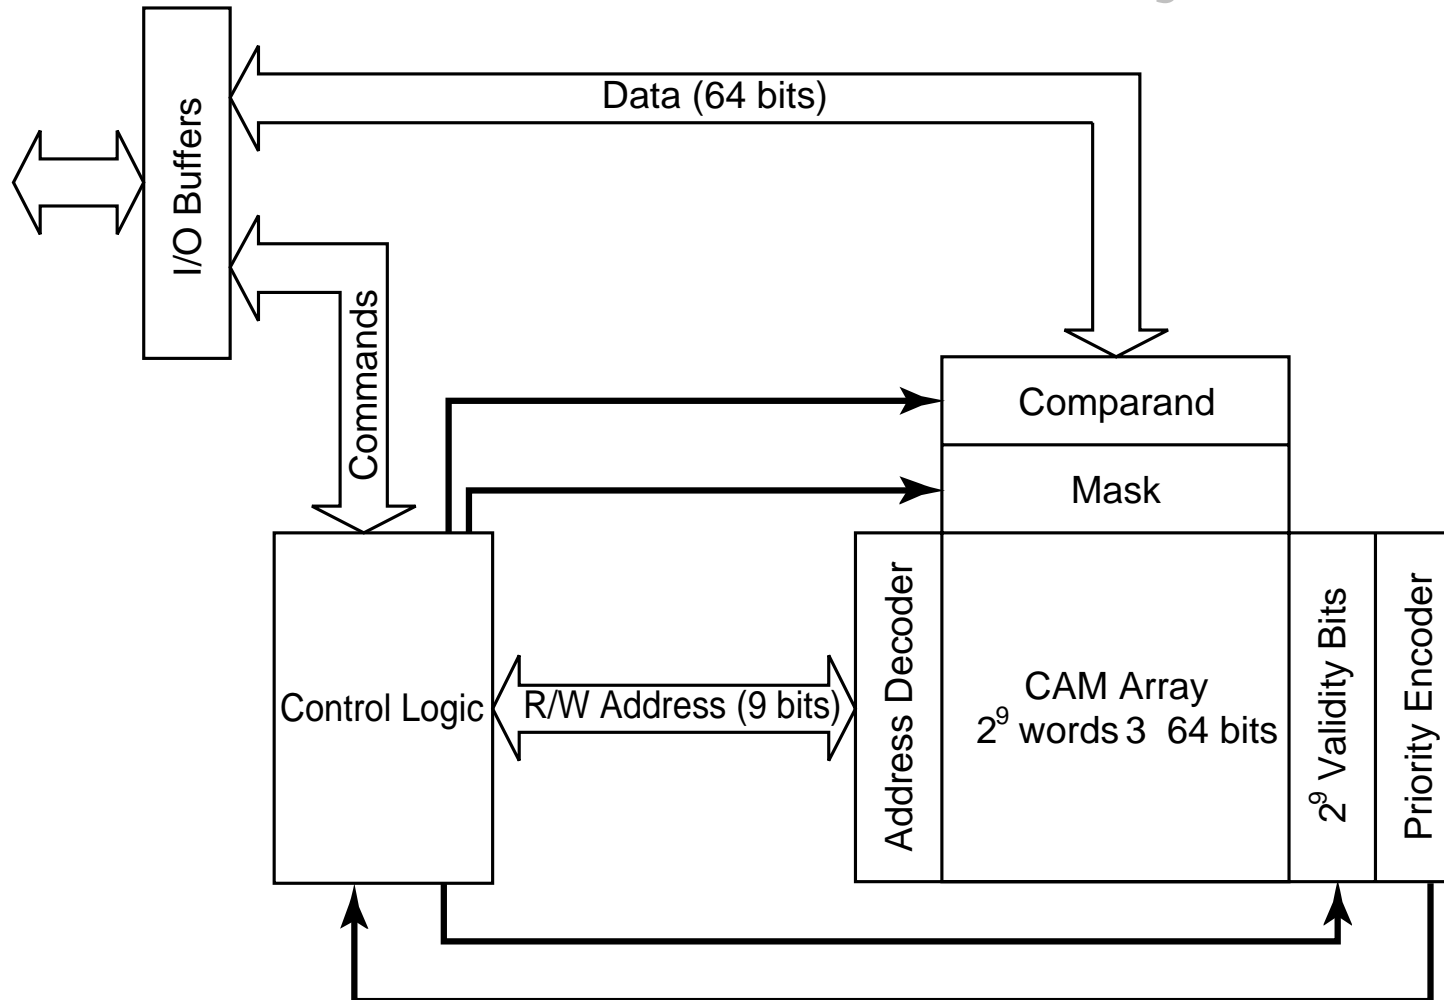 Data (64 bits)
I/O Buffers
Commands
Comparand
Mask
Control Logic
R/W Address (9 bits)
Address Decoder
CAM Array
2⁹ words 3 64 bits
2⁹ Validity Bits
Priority Encoder